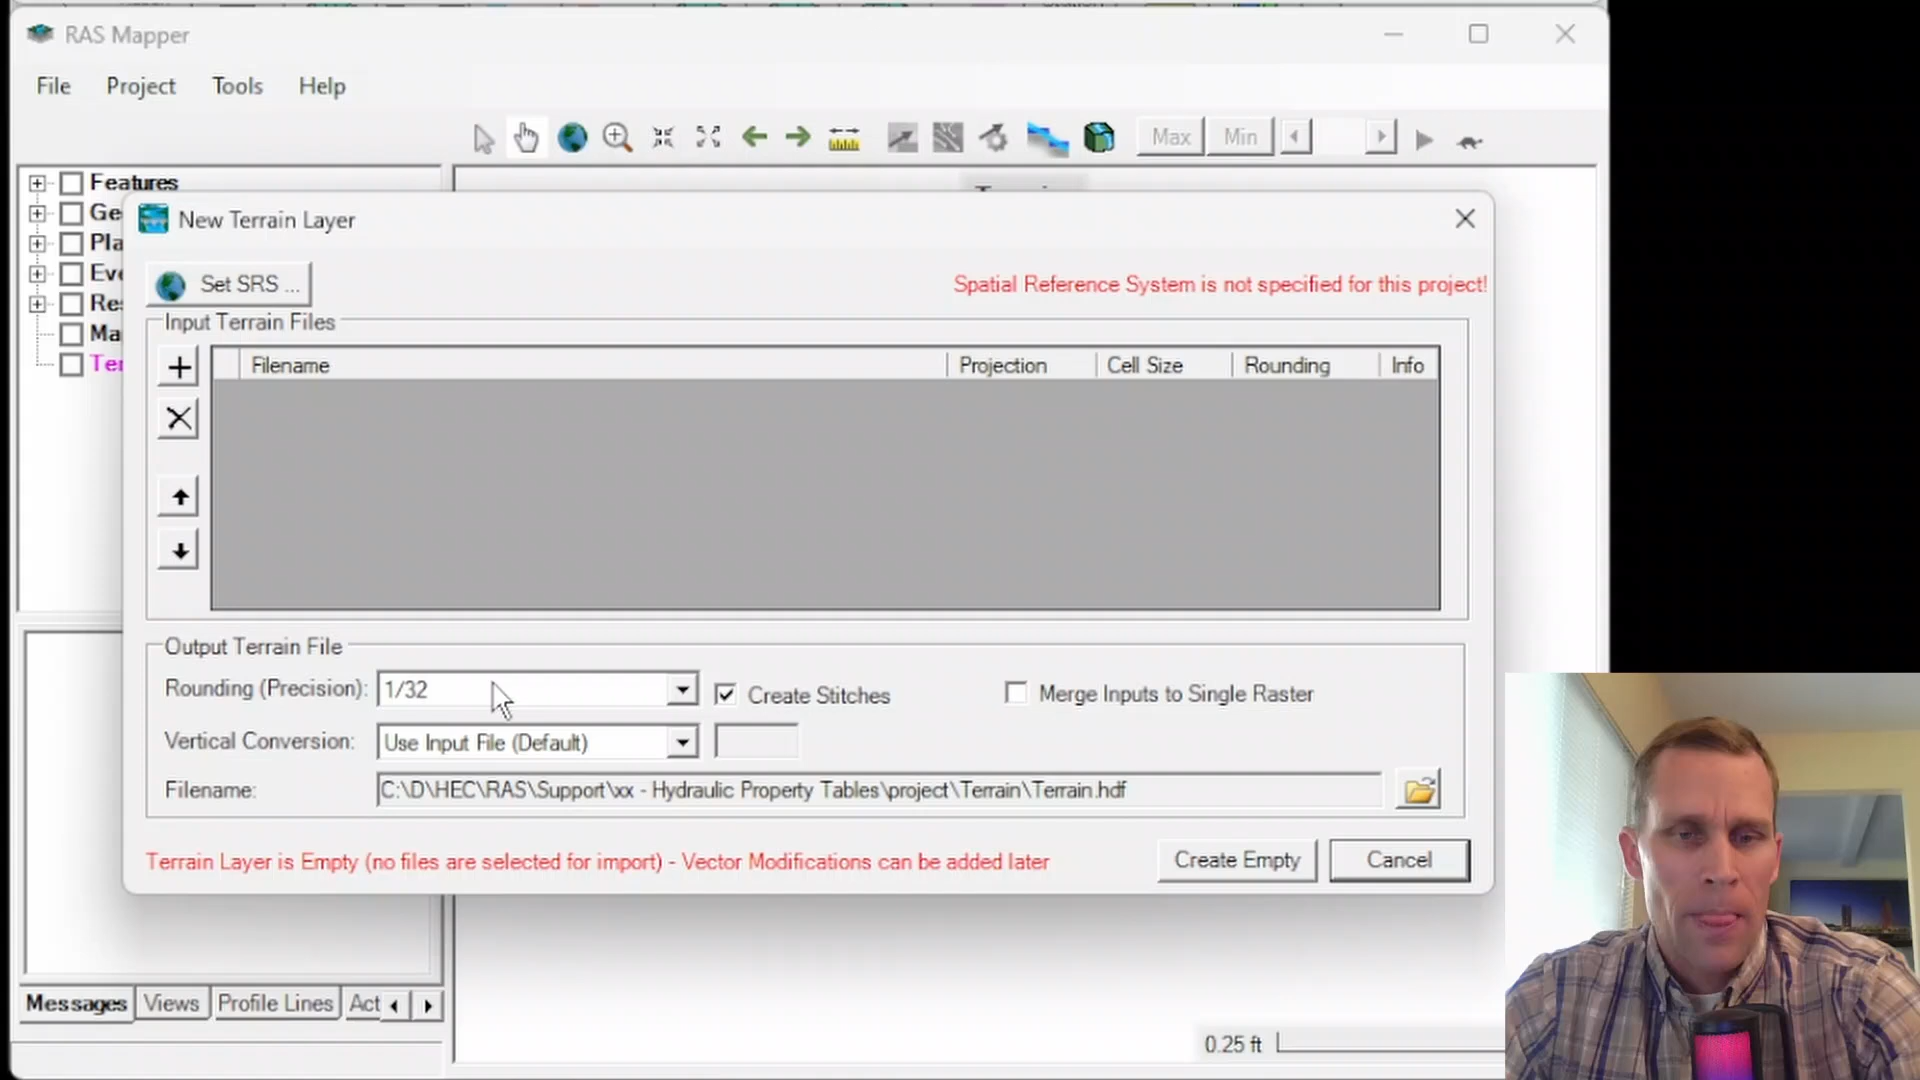 RAS Mapper
File Project Tools Help
Max Min
Features
Ge
Pla
Eve
Res
Ma
Ter
New Terrain Layer
Set SRS ...
Spatial Reference System is not specified for this project!
Input Terrain Files
Filename Projection Cell Size Rounding Info
Output Terrain File
Rounding (Precision): 1/32 Create Stitches Merge Inputs to Single Raster
Vertical Conversion: Use Input File (Default)
Filename: C:\D\HEC\RAS\Support\xx - Hydraulic Property Tables\project\Terrain\Terrain.hdf
Terrain Layer is Empty (no files are selected for import) - Vector Modifications can be added later
Create Empty Cancel
Messages Views Profile Lines Act
0.25 ft